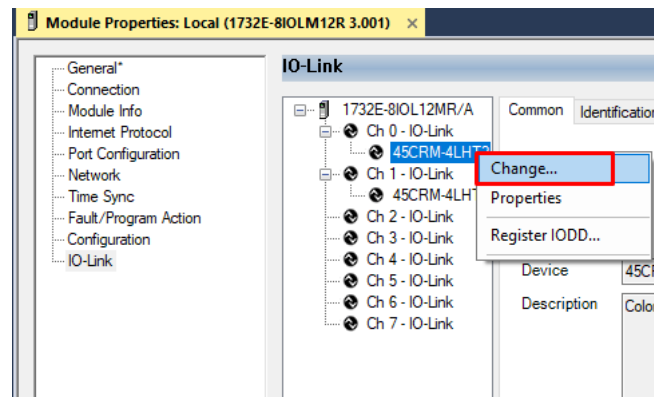 Module Properties: Local (1732E-8IOLM12R 3.001) ×
General*
Connection
Module Info
Internet Protocol
Port Configuration
Network
Time Sync
Fault/Program Action
Configuration
IO-Link
IO-Link
1732E-8IOL12MR/A
Ch 0 - IO-Link
45CRM-4LHT2
Ch 1 - IO-Link
45CRM-4LHT
Ch 2 - IO-Link
Ch 3 - IO-Link
Ch 4 - IO-Link
Ch 5 - IO-Link
Ch 6 - IO-Link
Ch 7 - IO-Link
Common Identification
Change...
Properties
Register IODD...
Device 45C
Description Color